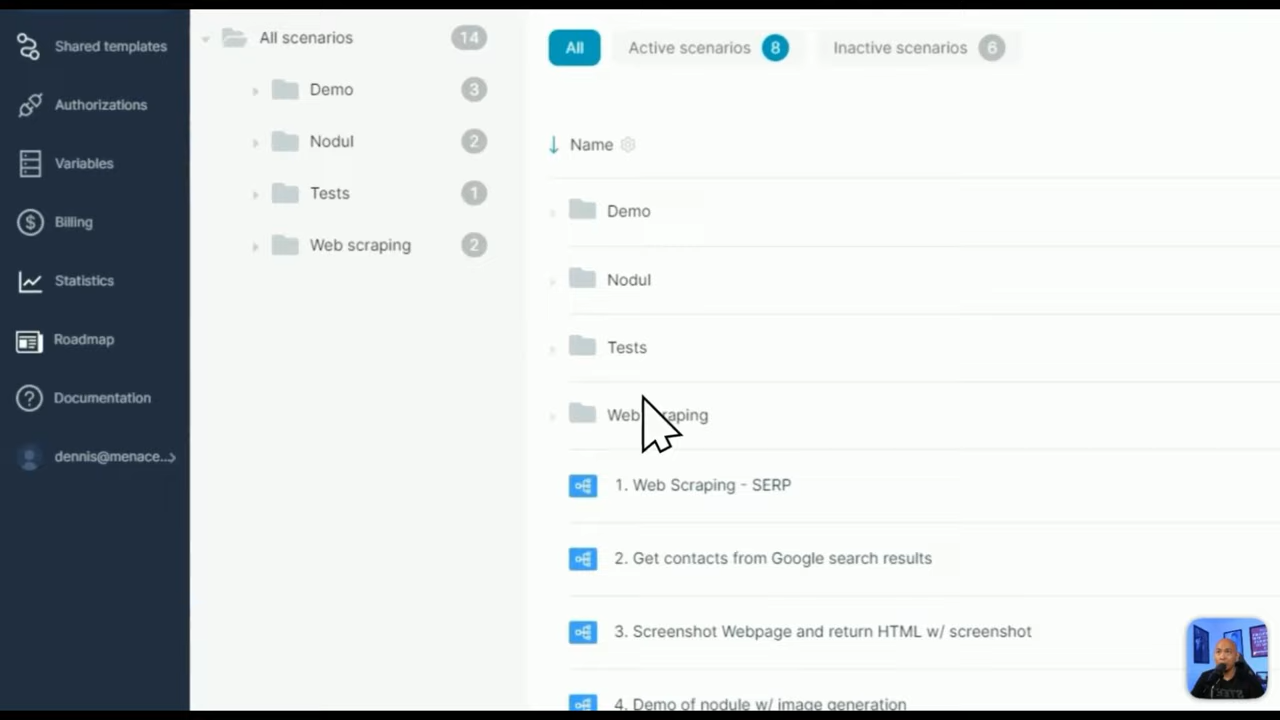 Shared templates
Authorizations
Variables
Billing
Statistics
Roadmap
Documentation
dennis@menace...
All scenarios 14
Demo 3
Nodul 2
Tests 1
Web scraping 2
All
Active scenarios 8
Inactive scenarios 6
Name
Demo
Nodul
Tests
Web scraping
1. Web Scraping - SERP
2. Get contacts from Google search results
3. Screenshot Webpage and return HTML w/ screenshot
4. Demo of nodule w/ image generation